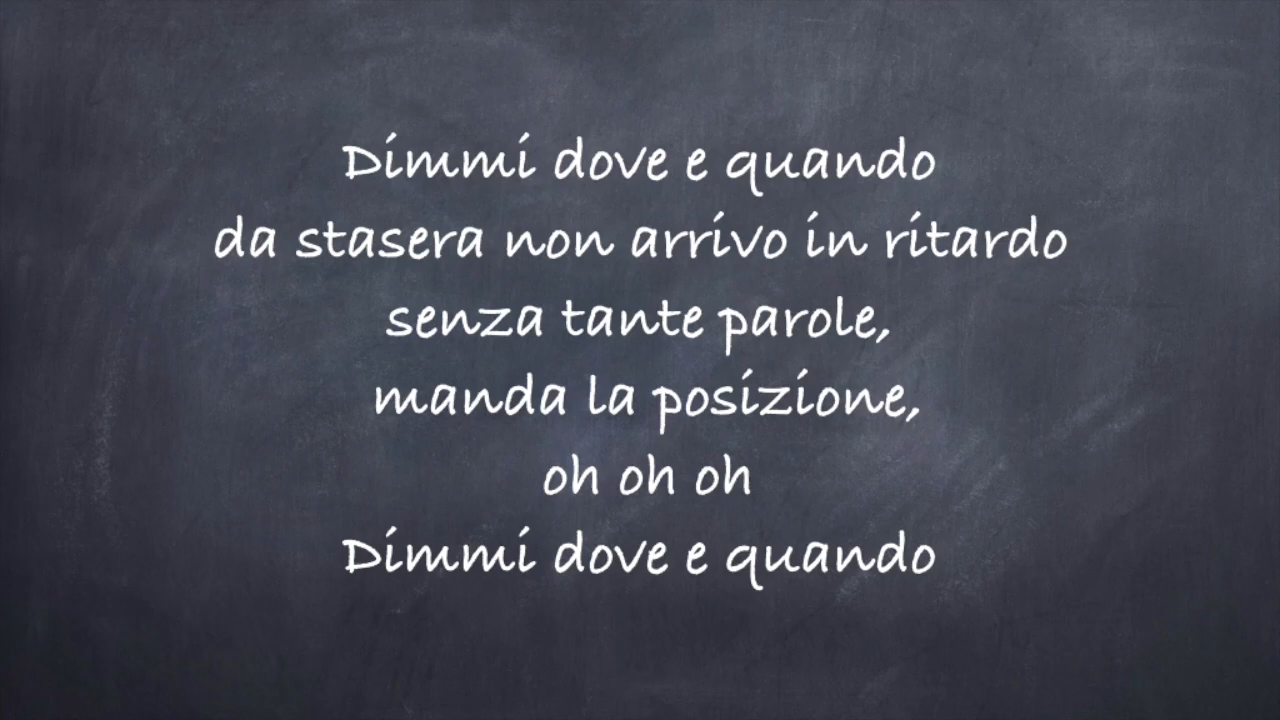 Dimmi dove e quando
da stasera non arrivo in ritardo
senza tante parole,
manda la posizione,
oh oh oh
Dimmi dove e quando